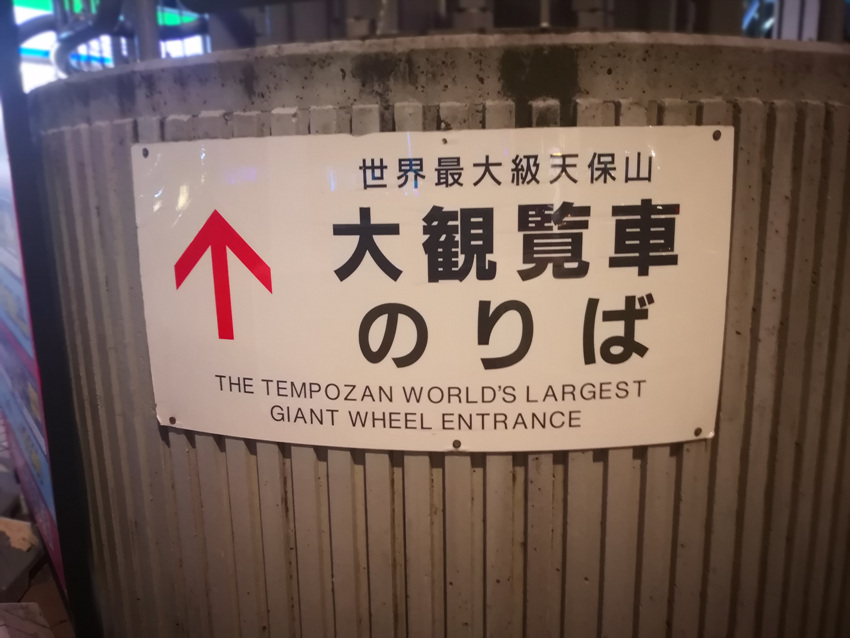 世界最大級天保山
大観覧車
のりば
THE TEMPOZAN WORLD'S LARGEST
GIANT WHEEL ENTRANCE